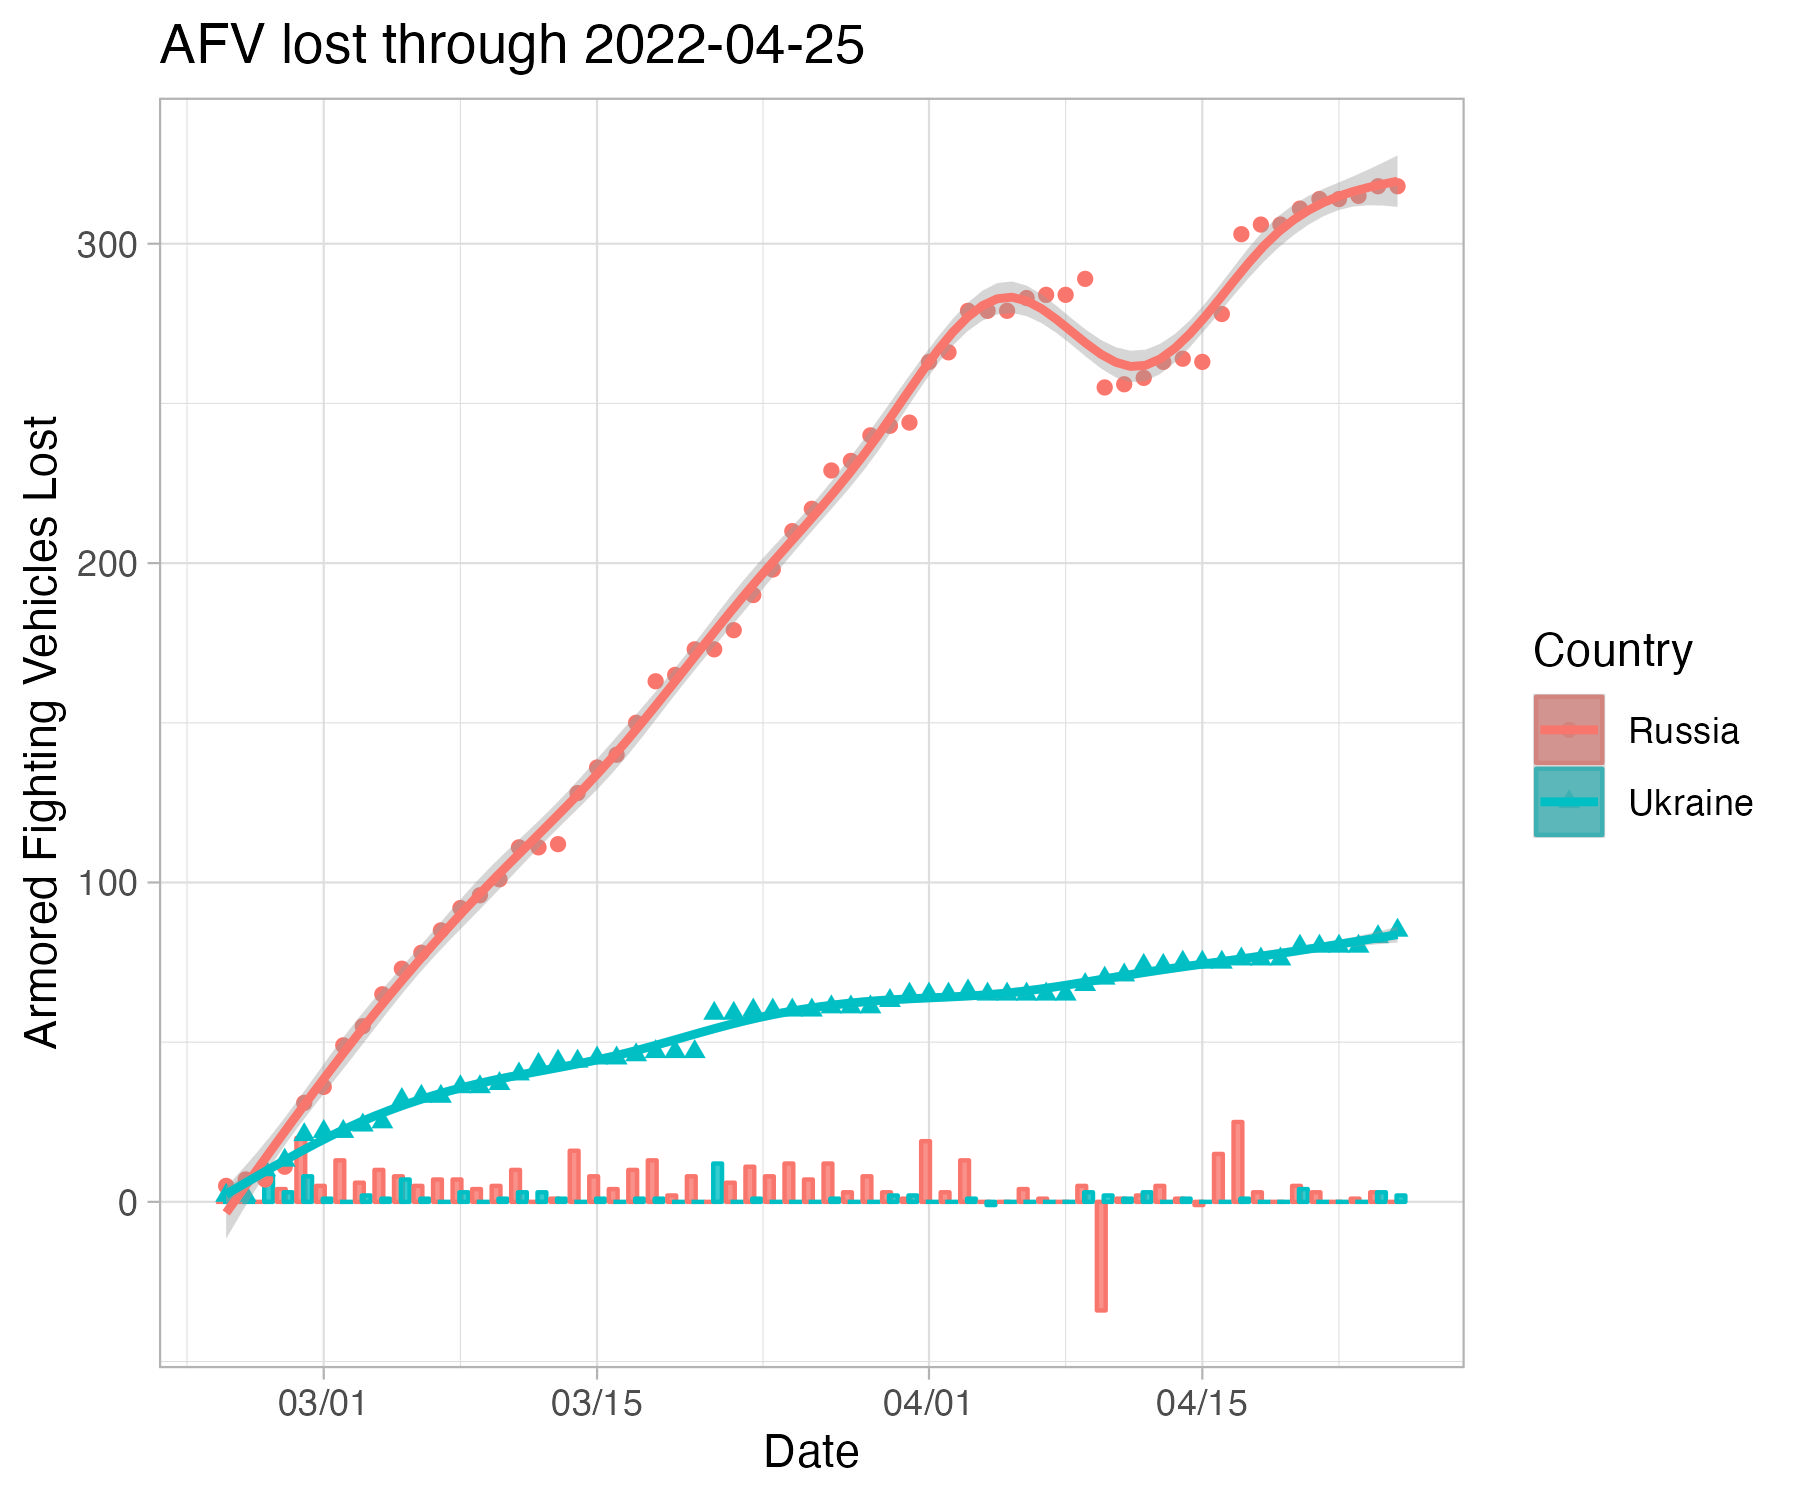 AFV lost through 2022-04-25
Armored Fighting Vehicles Lost
300
200
100
0
03/01
03/15
04/01
04/15
Date
Country
Russia
Ukraine